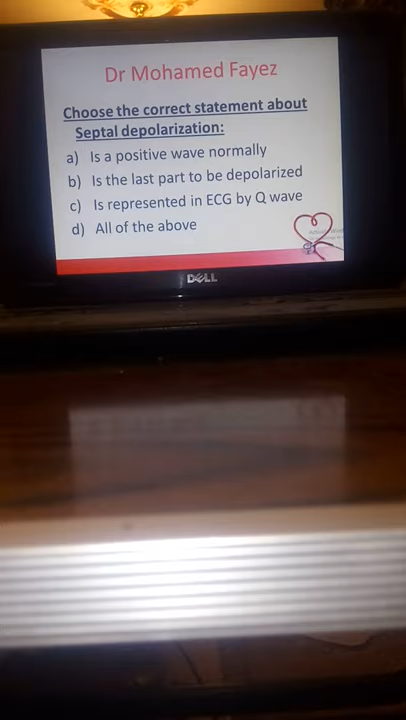 Dr Mohamed Fayez
Choose the correct statement about
Septal depolarization:
a) Is a positive wave normally
b) Is the last part to be depolarized
c) Is represented in ECG by Q wave
d) All of the above
DELL